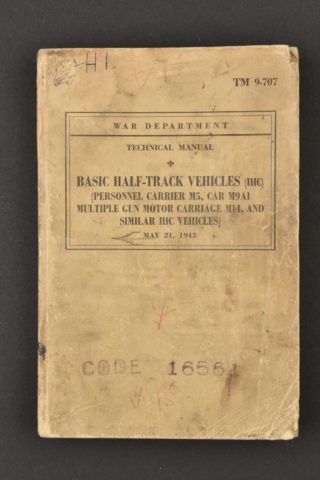 H1.
TM 9-707
WAR DEPARTMENT
TECHNICAL MANUAL
BASIC HALF-TRACK VEHICLES (IHC)
(PERSONNEL CARRIER M5, CAR M9A1
MULTIPLE GUN MOTOR CARRIAGE M14, AND
SIMILAR IHC VEHICLES)
MAY 21, 1943
CODE 1656